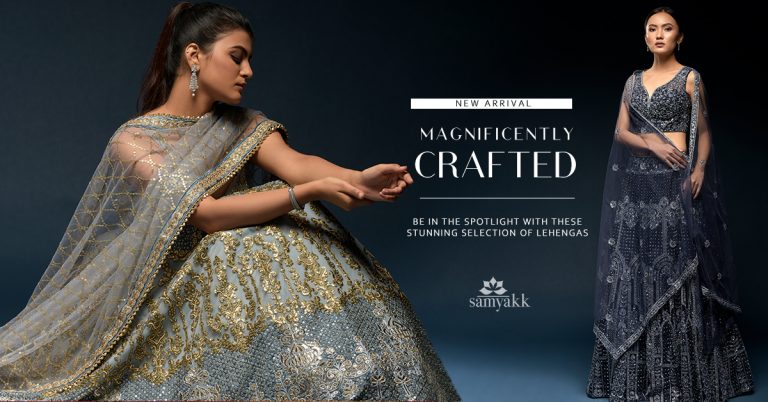 NEW ARRIVAL
MAGNIFICENTLY
CRAFTED
BE IN THE SPOTLIGHT WITH THESE
STUNNING SELECTION OF LEHENGAS
samyakk